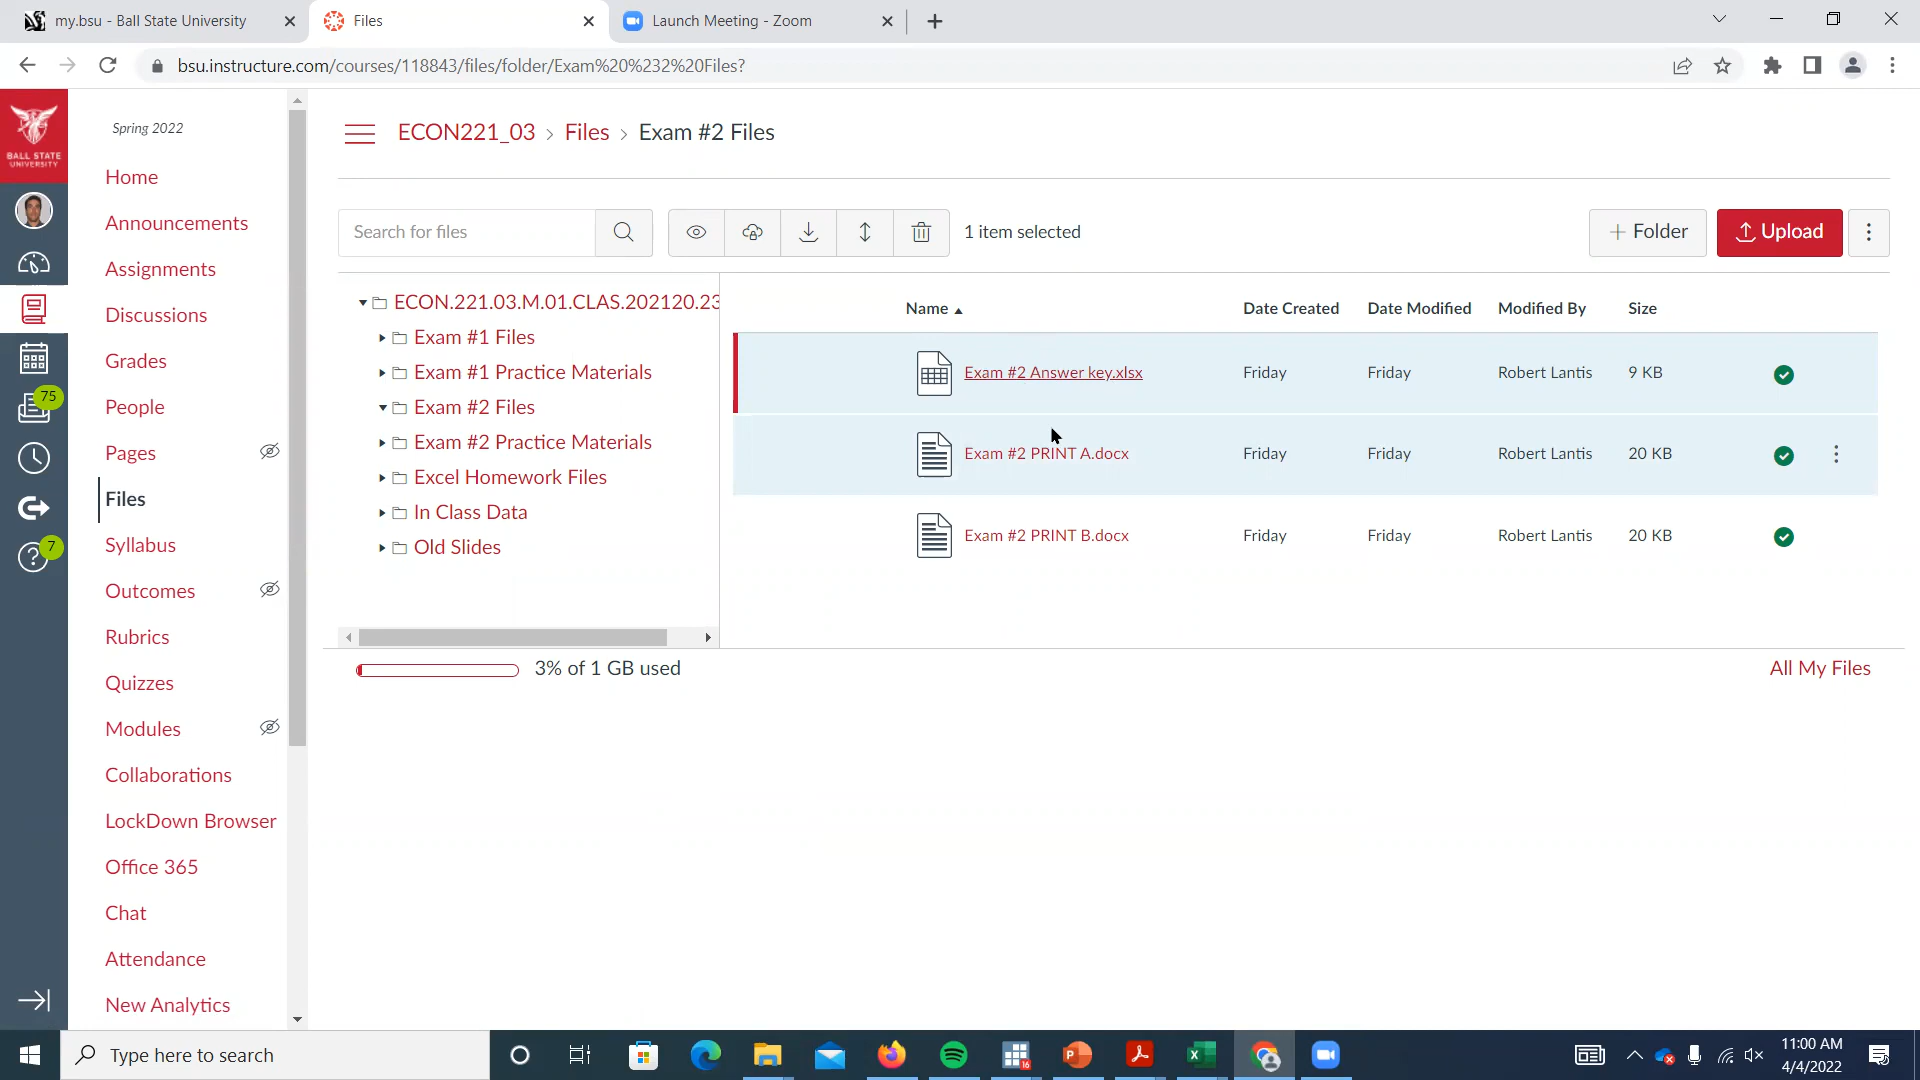 my.bsu - Ball State University
Files
Launch Meeting - Zoom
bsu.instructure.com/courses/118843/files/folder/Exam%20%232%20Files?
BALL STATE
UNIVERSITY
75
7
Spring 2022
Home
Announcements
Assignments
Discussions
Grades
People
Pages
Files
Syllabus
Outcomes
Rubrics
Quizzes
Modules
Collaborations
LockDown Browser
Office 365
Chat
Attendance
New Analytics
ECON221_03 › Files › Exam #2 Files
Search for files
1 item selected
+ Folder
Upload
ECON.221.03.M.01.CLAS.202120.23
Exam #1 Files
Exam #1 Practice Materials
Exam #2 Files
Exam #2 Practice Materials
Excel Homework Files
In Class Data
Old Slides
Name Date Created Date Modified Modified By Size
Exam #2 Answer key.xlsx Friday Friday Robert Lantis 9 KB
Exam #2 PRINT A.docx Friday Friday Robert Lantis 20 KB
Exam #2 PRINT B.docx Friday Friday Robert Lantis 20 KB
3% of 1 GB used
All My Files
Type here to search
16
11:00 AM
4/4/2022